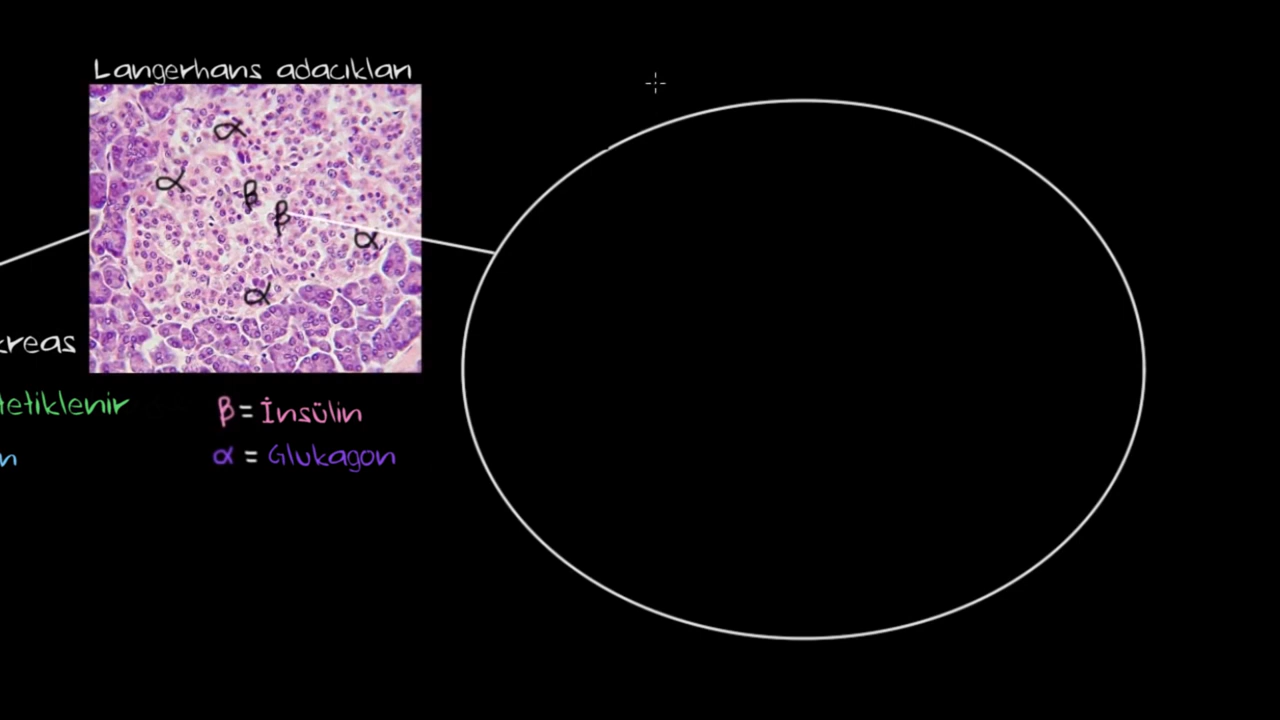 Langerhans adacıkları
α
α
β
β
α
α
kreas
tetiklenir
β = İnsülin
α = Glukagon
n